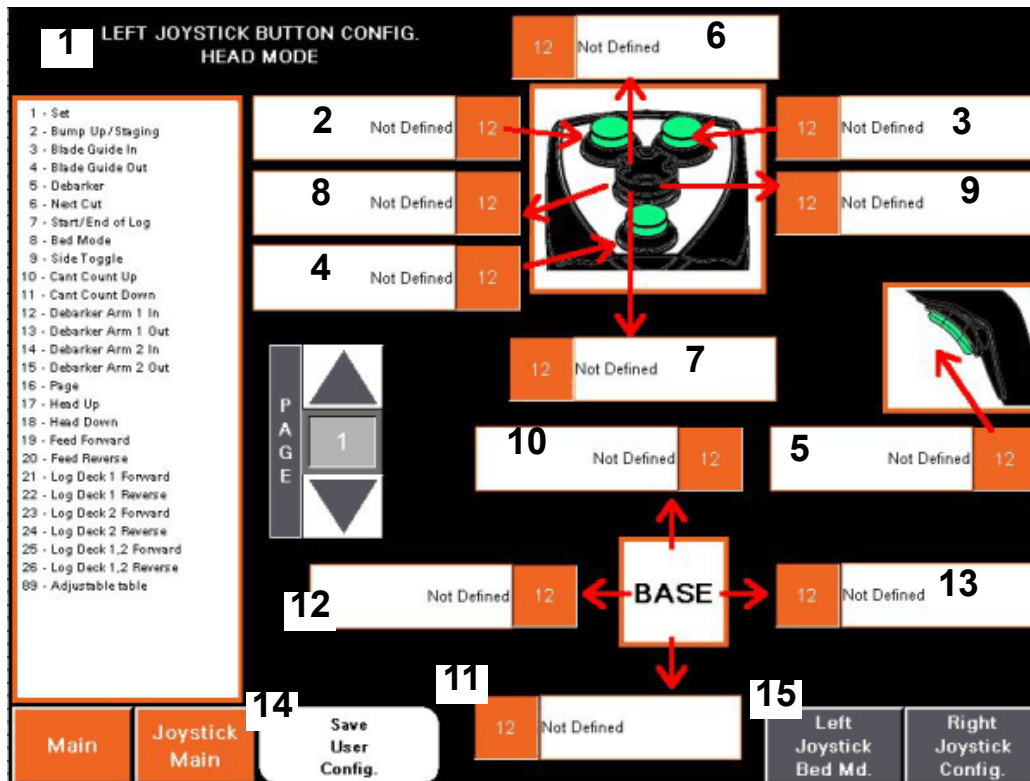 1 LEFT JOYSTICK BUTTON CONFIG.
HEAD MODE
12 Not Defined 6
1 - Set
2 - Bump Up/Staging
3 - Blade Guide In
4 - Blade Guide Out
5 - Debarker
6 - Next Cut
7 - Start/End of Log
8 - Bed Mode
9 - Side Toggle
10 - Cant Count Up
11 - Cant Count Down
12 - Debarker Arm 1 In
13 - Debarker Arm 1 Out
14 - Debarker Arm 2 In
15 - Debarker Arm 2 Out
16 - Page
17 - Head Up
18 - Head Down
19 - Feed Forward
20 - Feed Reverse
21 - Log Deck 1 Forward
22 - Log Deck 1 Reverse
23 - Log Deck 2 Forward
24 - Log Deck 2 Reverse
25 - Log Deck 1,2 Forward
26 - Log Deck 1,2 Reverse
89 - Adjustable table
2 Not Defined 12
12 Not Defined 3
8 Not Defined 12
12 Not Defined 9
4 Not Defined 12
12 Not Defined 7
PAGE
1
10 Not Defined 12
5 Not Defined 12
12 Not Defined 12
BASE
12 Not Defined 13
11 12 Not Defined
Main
Joystick
Main
14 Save
User
Config.
15 Left
Joystick
Bed Md.
Right
Joystick
Config.